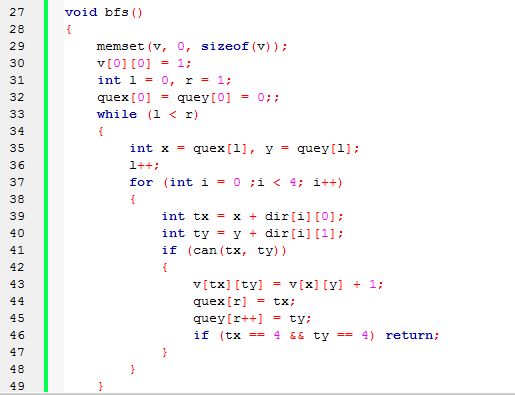 27 void bfs()
28 {
29     memset(v, 0, sizeof(v));
30     v[0][0] = 1;
31     int l = 0, r = 1;
32     quex[0] = quey[0] = 0;;
33     while (l < r)
34     {
35         int x = quex[l], y = quey[l];
36         l++;
37         for (int i = 0 ;i < 4; i++)
38         {
39             int tx = x + dir[i][0];
40             int ty = y + dir[i][1];
41             if (can(tx, ty))
42             {
43                 v[tx][ty] = v[x][y] + 1;
44                 quex[r] = tx;
45                 quey[r++] = ty;
46                 if (tx == 4 && ty == 4) return;
47             }
48         }
49     }